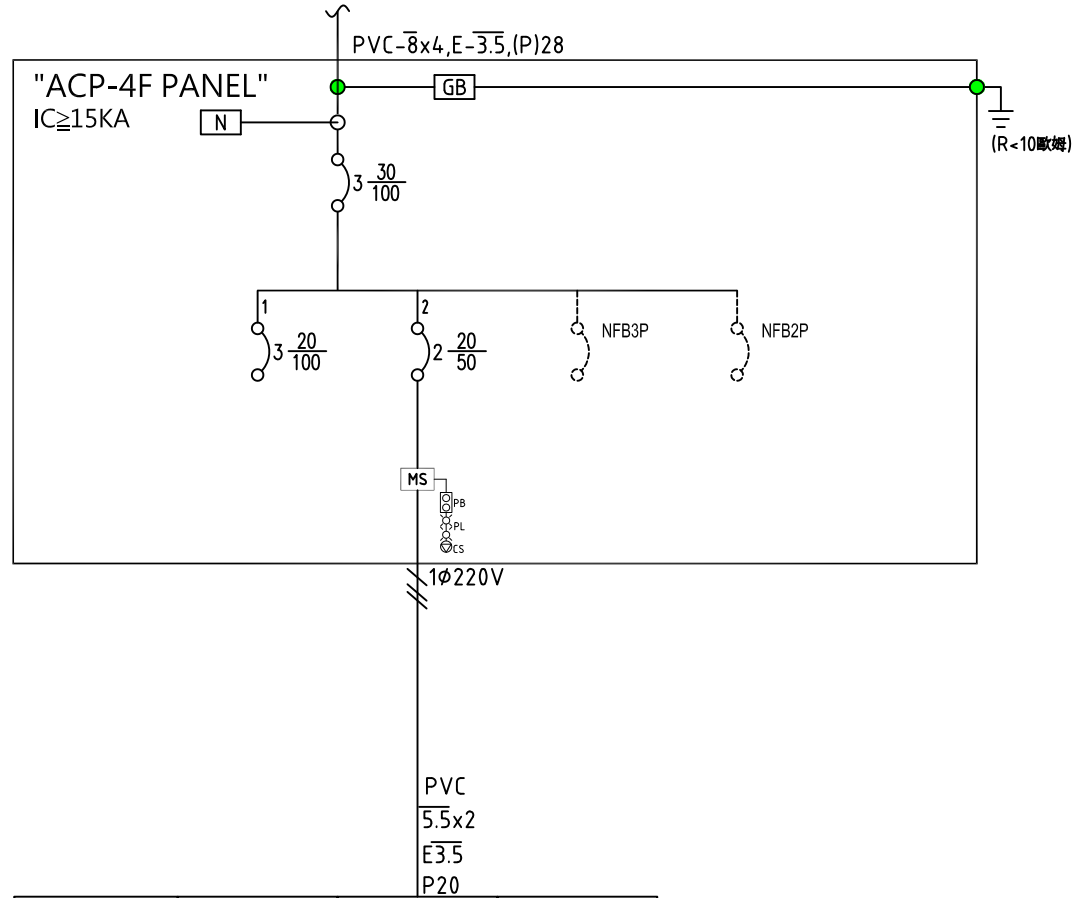 PVC-8x4,E-3.5,(P)28
"ACP-4F PANEL"
IC≧15KA
GB
N
(R<10歐姆)
3 30/100
1
2
3 20/100
2 20/50
NFB3P
NFB2P
MS
PB
PL
CS
1φ220V
PVC
5.5x2
E3.5
P20